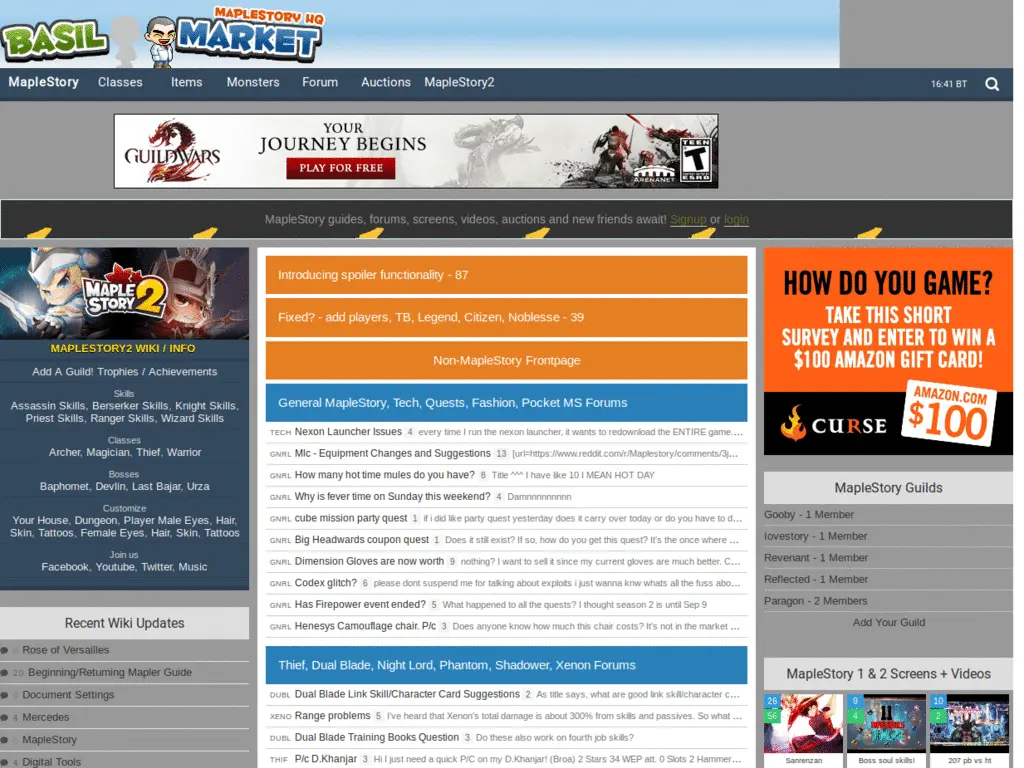 BASIL
MAPLESTORY HQ
MARKET
MapleStory Classes Items Monsters Forum Auctions MapleStory2 16:41 BT
GUILDWARS
2
YOUR
JOURNEY BEGINS
PLAY FOR FREE
ARENANET
TEEN
T
ESRB
MapleStory guides, forums, screens, videos, auctions and new friends await! Signup or login
MAPLE
STORY 2
MAPLESTORY2 WIKI / INFO
Add A Guild! Trophies / Achievements
Skills
Assassin Skills, Berserker Skills, Knight Skills,
Priest Skills, Ranger Skills, Wizard Skills
Classes
Archer, Magician, Thief, Warrior
Bosses
Baphomet, Devlin, Last Bajar, Urza
Customize
Your House, Dungeon, Player Male Eyes, Hair,
Skin, Tattoos, Female Eyes, Hair, Skin, Tattoos
Join us
Facebook, Youtube, Twitter, Music
Recent Wiki Updates
Rose of Versailles
20 Beginning/Returning Mapler Guide
Document Settings
4 Mercedes
MapleStory
4 Digital Tools
Introducing spoiler functionality - 87
Fixed? - add players, TB, Legend, Citizen, Noblesse - 39
Non-MapleStory Frontpage
General MapleStory, Tech, Quests, Fashion, Pocket MS Forums
TECH Nexon Launcher Issues 4 every time I run the nexon launcher, it wants to redownload the ENTIRE game....
GNRL Mlc - Equipment Changes and Suggestions 13 [url=https://www.reddit.com/r/Maplestory/comments/3j...
GNRL How many hot time mules do you have? 8 Title ^^^ I have like 10 I MEAN HOT DAY
GNRL Why is fever time on Sunday this weekend? 4 Damnnnnnnnnn
GNRL cube mission party quest 1 if i did like party quest yesterday does it carry over today or do you have to d...
GNRL Big Headwards coupon quest 1 Does it still exist? If so, how do you get this quest? It's the once where ...
GNRL Dimension Gloves are now worth 9 nothing? I want to sell it since my current gloves are much better. C...
GNRL Codex glitch? 6 please dont suspend me for talking about exploits i just wanna knw whats all the fuss abo...
GNRL Has Firepower event ended? 5 What happened to all the quests? I thought season 2 is until Sep 9
GNRL Henesys Camouflage chair. P/c 3 Does anyone know how much this chair costs? It's not in the market ...
Thief, Dual Blade, Night Lord, Phantom, Shadower, Xenon Forums
DUBL Dual Blade Link Skill/Character Card Suggestions 2 As title says, what are good link skill/character c...
XENO Range problems 5 I've heard that Xenon's total damage is about 300% from skills and passives. So what ...
DUBL Dual Blade Training Books Question 3 Do these also work on fourth job skills?
THIF P/c D.Khanjar 3 Hi I just need a quick P/C on my D.Khanjar! (Broa) 2 Stars 34 WEP att. 0 Slots 2 Hammer...
HOW DO YOU GAME?
TAKE THIS SHORT
SURVEY AND ENTER TO WIN A
$100 AMAZON GIFT CARD!
CURSE
AMAZON.COM
$100
MapleStory Guilds
Gooby - 1 Member
lovestory - 1 Member
Revenant - 1 Member
Reflected - 1 Member
Paragon - 2 Members
Add Your Guild
MapleStory 1 & 2 Screens + Videos
26 9 10
56 4 2
11
Sanrenzan Boss soul skills! 207 pb vs ht